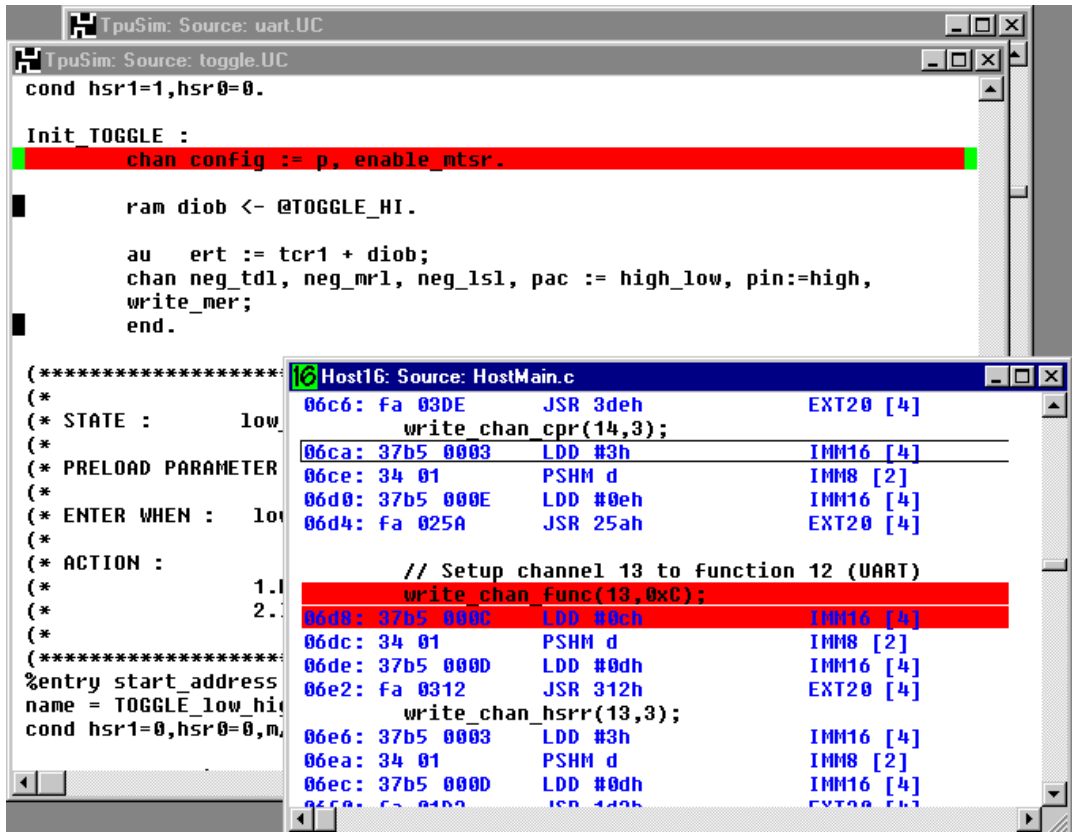 TpuSim: Source: uart.UC
TpuSim: Source: toggle.UC
cond hsr1=1,hsr0=0.
Init_TOGGLE :
chan config := p, enable_mtsr.
ram diob <- @TOGGLE_HI.
au ert := tcr1 + diob;
chan neg_tdl, neg_mrl, neg_lsl, pac := high_low, pin:=high,
write_mer;
end.
(*********************
(*
(* STATE : low_
(*
(* PRELOAD PARAMETER
(*
(* ENTER WHEN :
(*
(* ACTION :
(* 1.
(* 2.
(*
(*********************
%entry start_address
name = TOGGLE_low_hig
cond hsr1=0,hsr0=0,m
16 Host16: Source: HostMain.c
06c6: fa 03DE JSR 3deh EXT20 [4]
write_chan_cpr(14,3);
06ca: 37b5 0003 LDD #3h IMM16 [4]
06ce: 34 01 PSHM d IMM8 [2]
06d0: 37b5 000E LDD #0eh IMM16 [4]
06d4: fa 025A JSR 25ah EXT20 [4]
// Setup channel 13 to function 12 (UART)
write_chan_func(13,0xC);
06d8: 37b5 000C LDD #0ch IMM16 [4]
06dc: 34 01 PSHM d IMM8 [2]
06de: 37b5 000D LDD #0dh IMM16 [4]
06e2: fa 0312 JSR 312h EXT20 [4]
write_chan_hsrr(13,3);
06e6: 37b5 0003 LDD #3h IMM16 [4]
06ea: 34 01 PSHM d IMM8 [2]
06ec: 37b5 000D LDD #0dh IMM16 [4]